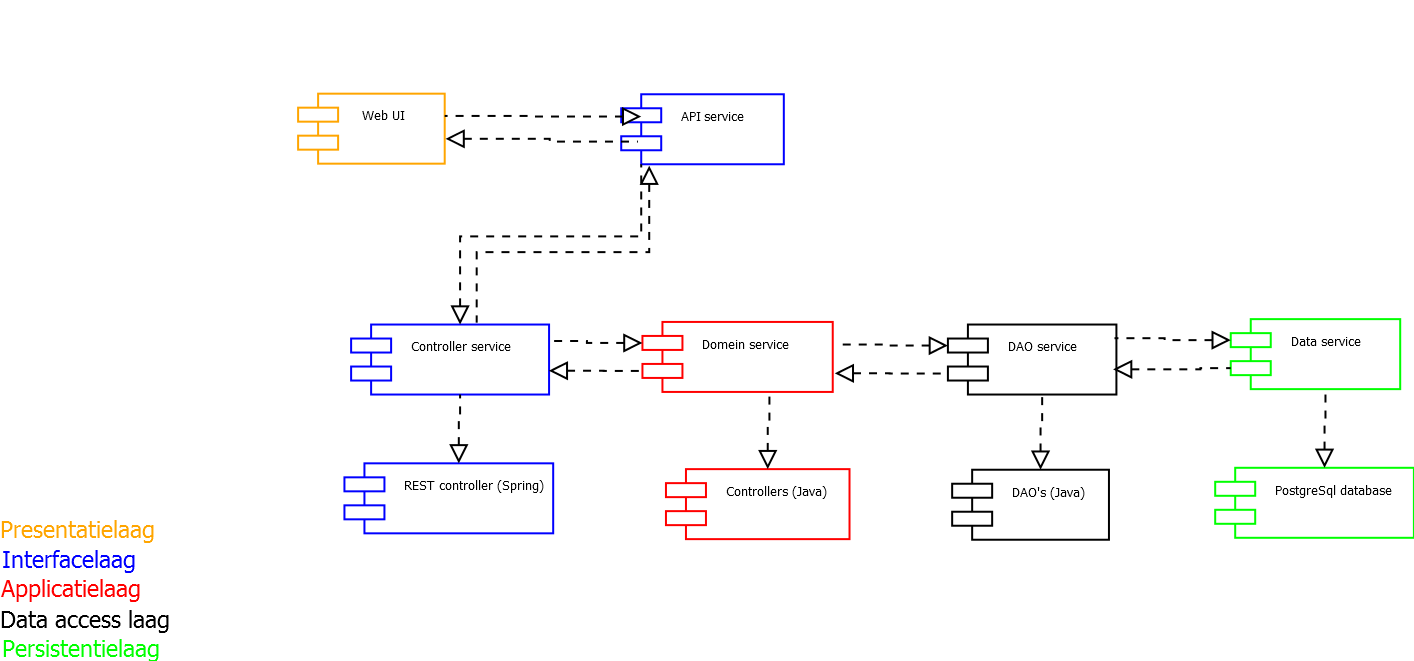 Web UI
API service
Controller service
Domein service
DAO service
Data service
REST controller (Spring)
Controllers (Java)
DAO's (Java)
PostgreSql database
Presentatielaag
Interfacelaag
Applicatielaag
Data access laag
Persistentielaag